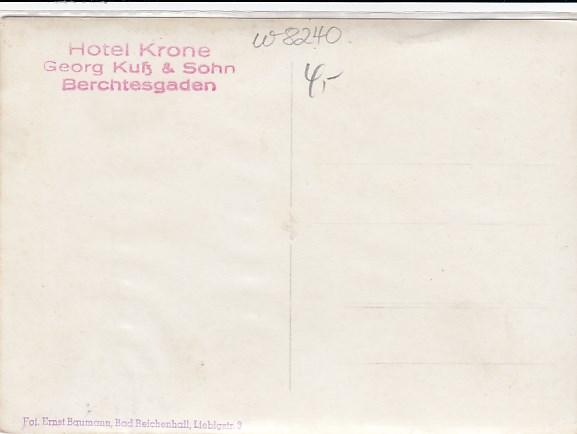 Hotel Krone
Georg Kuß & Sohn
Berchtesgaden
W8240.
4,-
Fot. Ernst Baumann, Bad Reichenhall, Liebigstr. 3